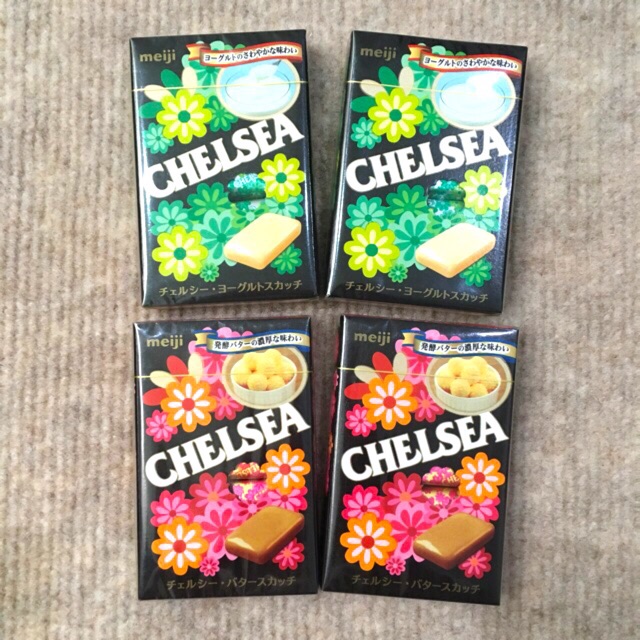 meiji
ヨーグルトのさわやかな味わい
CHELSEA
チェルシー・ヨーグルトスカッチ
meiji
ヨーグルトのさわやかな味わい
CHELSEA
チェルシー・ヨーグルトスカッチ
meiji
発酵バターの濃厚な味わい
CHELSEA
チェルシー・バタースカッチ
meiji
発酵バターの濃厚な味わい
CHELSEA
チェルシー・バタースカッチ